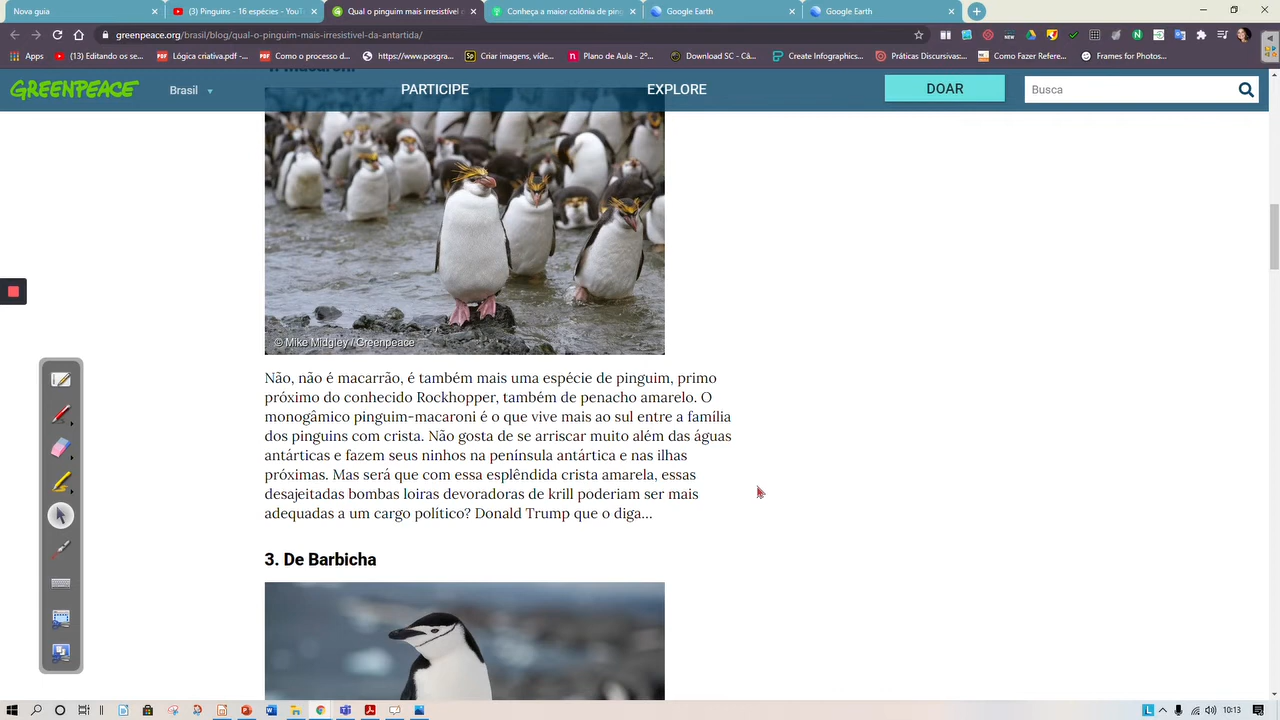 Nova guia
(3) Pinguins - 16 espécies - YouT
Qual o pinguim mais irresistível
Conheça a maior colônia de ping
Google Earth
Google Earth
greenpeace.org/brasil/blog/qual-o-pinguim-mais-irresistivel-da-antartida/
Apps
(13) Editando os se...
Lógica criativa.pdf -...
Como o processo d...
https://www.posgra...
Criar imagens, víde...
Plano de Aula - 2º...
Download SC - Câ...
Create Infographics...
Práticas Discursivas...
Como Fazer Refere...
Frames for Photos...
GREENPEACE
Brasil
PARTICIPE
EXPLORE
DOAR
Busca
© Mike Midgley / Greenpeace
Não, não é macarrão, é também mais uma espécie de pinguim, primo
próximo do conhecido Rockhopper, também de penacho amarelo. O
monogâmico pinguim-macaroni é o que vive mais ao sul entre a família
dos pinguins com crista. Não gosta de se arriscar muito além das águas
antárticas e fazem seus ninhos na península antártica e nas ilhas
próximas. Mas será que com essa esplêndida crista amarela, essas
desajeitadas bombas loiras devoradoras de krill poderiam ser mais
adequadas a um cargo político? Donald Trump que o diga...
3. De Barbicha
10:13